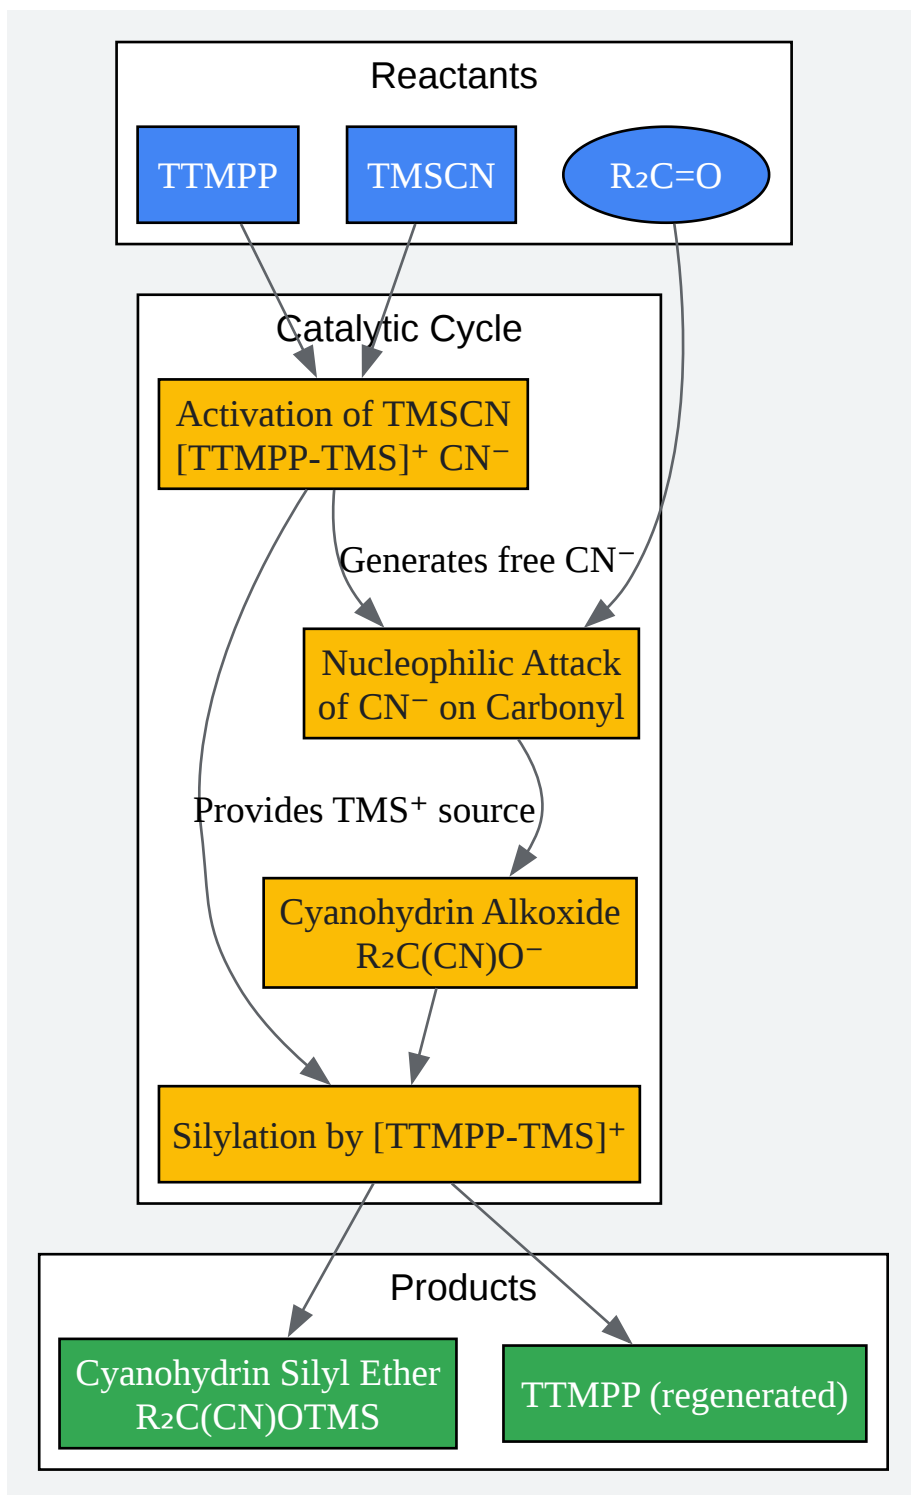 Reactants
TTMPP
TMSCN
R₂C=O
Catalytic Cycle
Activation of TMSCN
[TTMPP-TMS]⁺ CN⁻
Generates free CN⁻
Nucleophilic Attack
of CN⁻ on Carbonyl
Provides TMS⁺ source
Cyanohydrin Alkoxide
R₂C(CN)O⁻
Silylation by [TTMPP-TMS]⁺
Products
Cyanohydrin Silyl Ether
R₂C(CN)OTMS
TTMPP (regenerated)